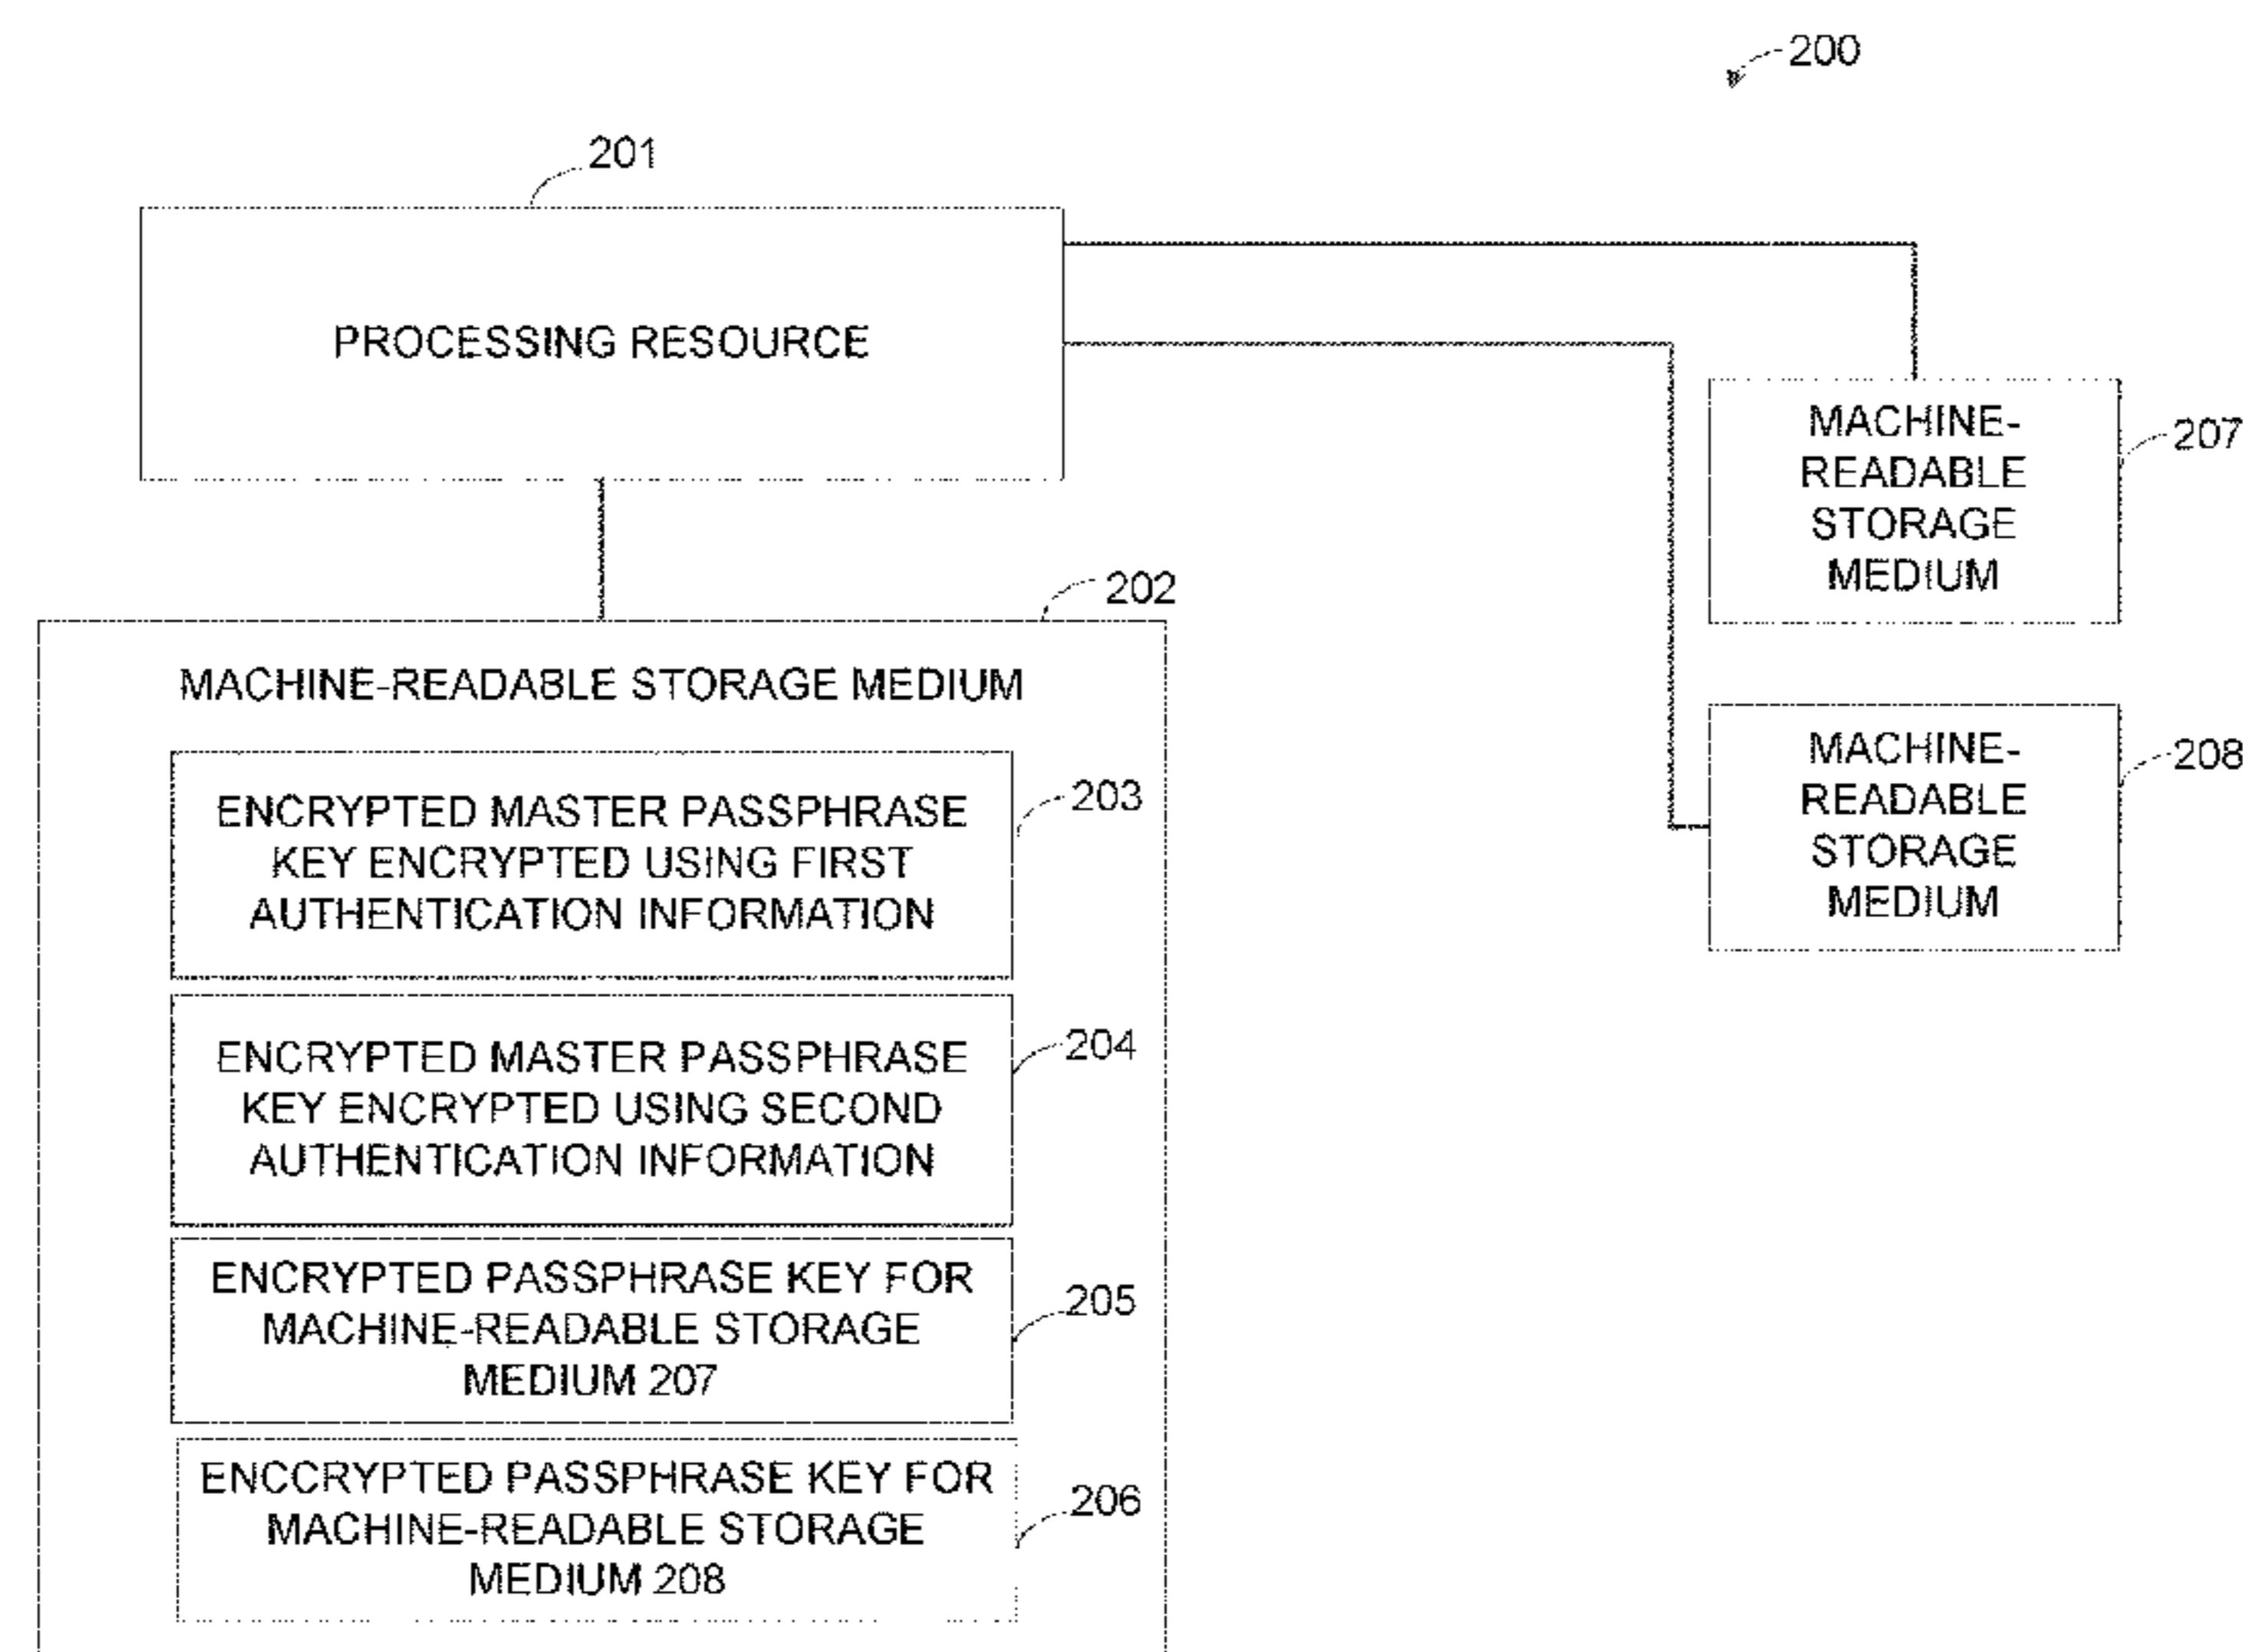 200
201
PROCESSING RESOURCE
MACHINE-
READABLE
STORAGE
MEDIUM
207
202
MACHINE-READABLE STORAGE MEDIUM
MACHINE-
READABLE
STORAGE
MEDIUM
208
ENCRYPTED MASTER PASSPHRASE
KEY ENCRYPTED USING FIRST
AUTHENTICATION INFORMATION
203
ENCRYPTED MASTER PASSPHRASE
KEY ENCRYPTED USING SECOND
AUTHENTICATION INFORMATION
204
ENCRYPTED PASSPHRASE KEY FOR
MACHINE-READABLE STORAGE
MEDIUM 207
205
ENCCRYPTED PASSPHRASE KEY FOR
MACHINE-READABLE STORAGE
MEDIUM 208
206